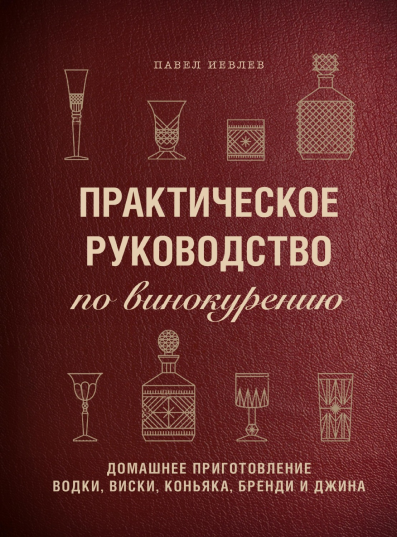 ПАВЕЛ ИЕВЛЕВ
ПРАКТИЧЕСКОЕ
РУКОВОДСТВО
по винокурению
ДОМАШНЕЕ ПРИГОТОВЛЕНИЕ
ВОДКИ, ВИСКИ, КОНЬЯКА, БРЕНДИ И ДЖИНА